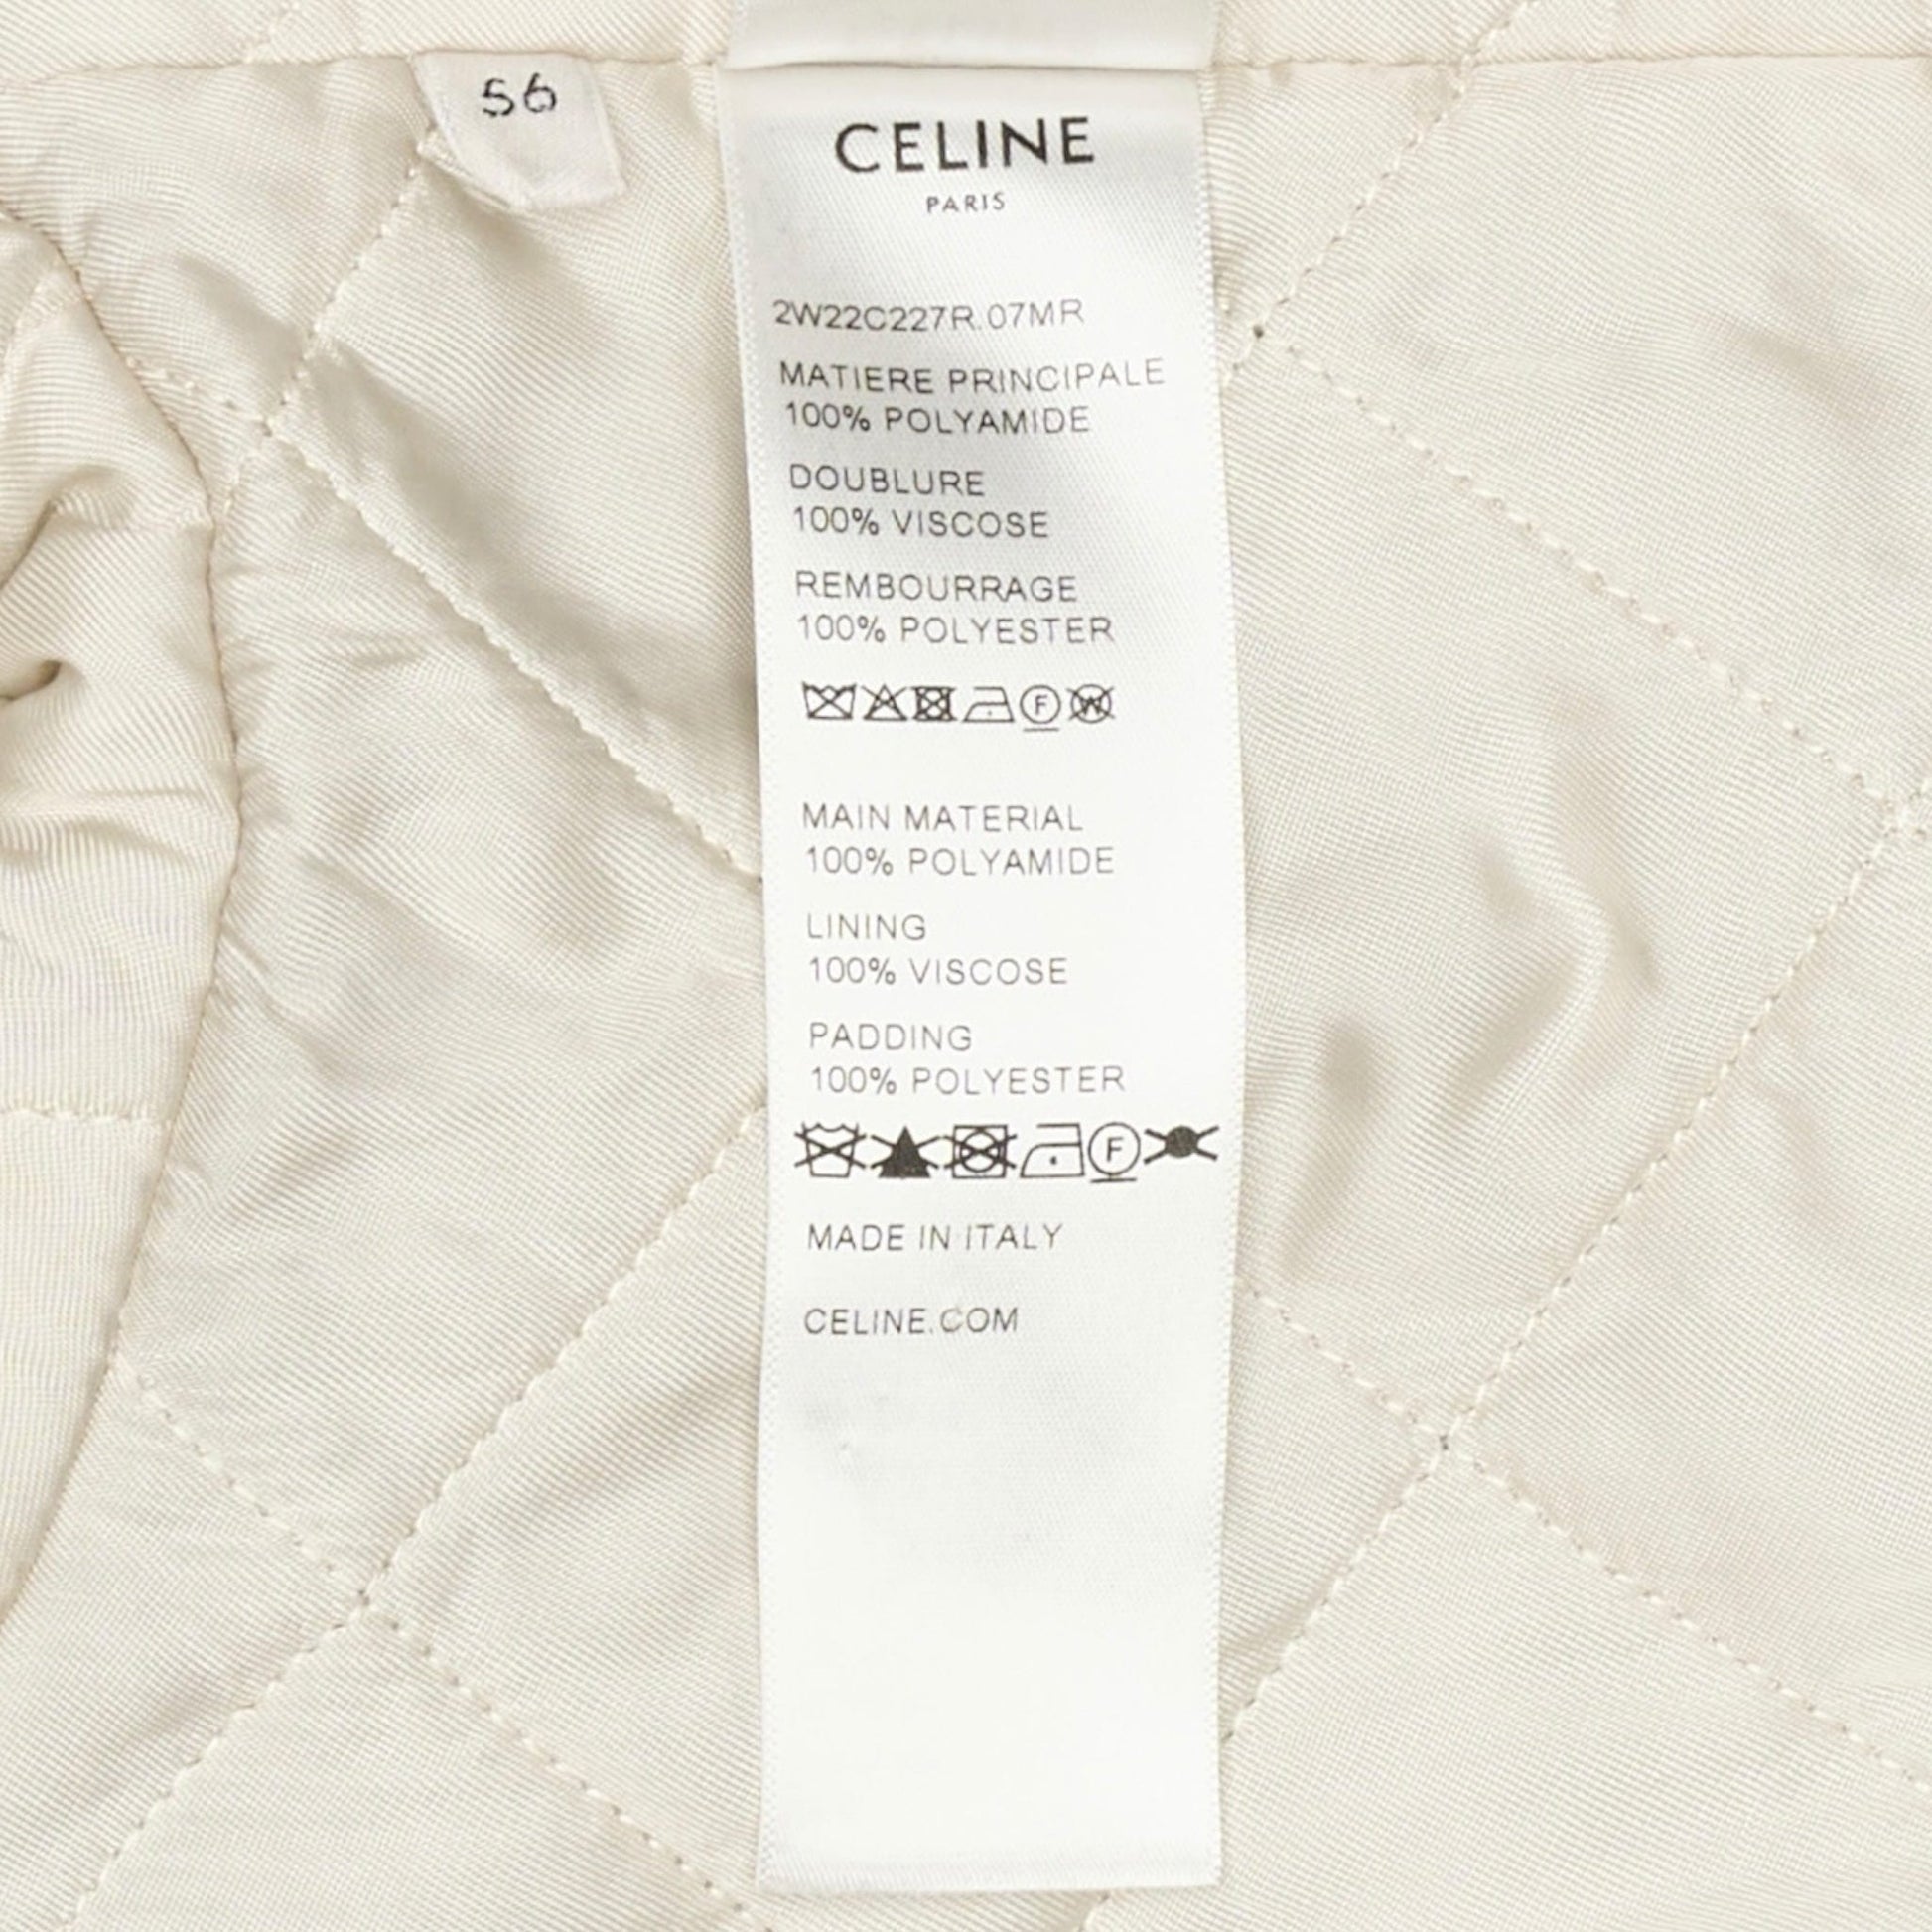 56
CELINE
PARIS
2W22C227R.07MR
MATIERE PRINCIPALE
100% POLYAMIDE
DOUBLURE
100% VISCOSE
REMBOURRAGE
100% POLYESTER
F W
MAIN MATERIAL
100% POLYAMIDE
LINING
100% VISCOSE
PADDING
100% POLYESTER
F
MADE IN ITALY
CELINE.COM